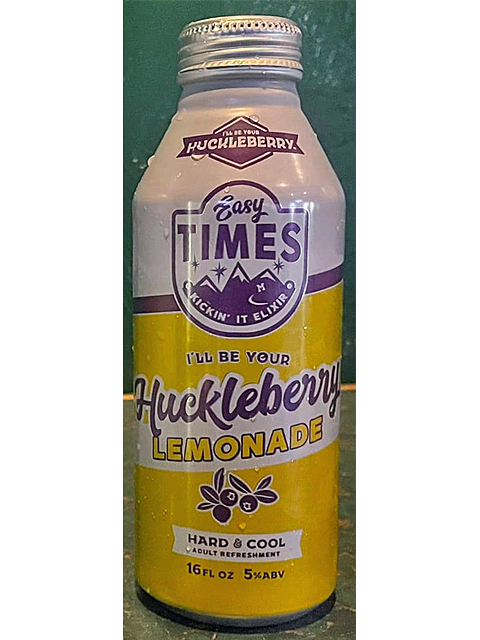 I'LL BE YOUR
HUCKLEBERRY
Easy
TIMES
M
KICKIN' IT ELIXIR
I'LL BE YOUR
Huckleberry
LEMONADE
HARD & COOL
ADULT REFRESHMENT
16 FL OZ 5% ABV